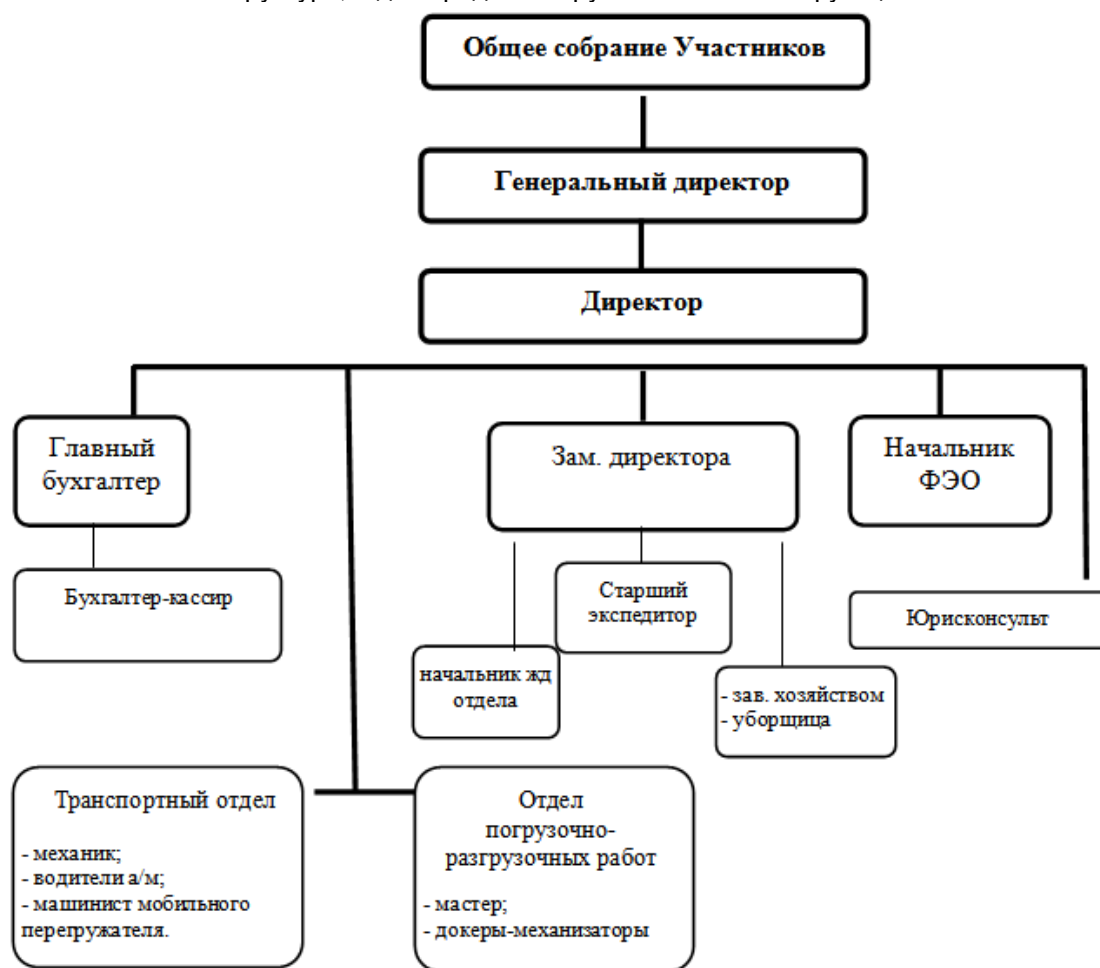 Общее собрание Участников
Генеральный директор
Директор
Главный
бухгалтер
Зам. директора
Начальник
ФЭО
Бухгалтер-кассир
Старший
экспедитор
Юрисконсульт
начальник жд
отдела
- зав. хозяйством
- уборщица
Транспортный отдел
- механик;
- водители а/м;
- машинист мобильного
перегружателя.
Отдел
погрузочно-
разгрузочных работ
- мастер;
- докеры-механизаторы